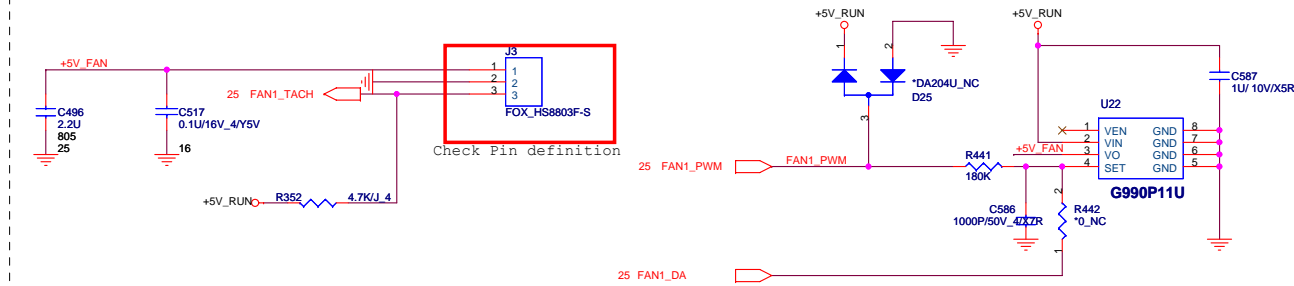 +5V_FAN
C496
2.2U
805
25
C517
0.1U/16V_4/Y5V
16
25 FAN1_TACH
J3
1 1
2 2
3 3
FOX_HS8803F-S
Check Pin definition
+5V_RUN
R352
4.7K/J_4
+5V_RUN
1
2
*DA204U_NC
D25
3
25 FAN1_PWM
FAN1_PWM
R441
180K
+5V_RUN
C587
1U/ 10V/X5R
U22
1 VEN GND 8
2 VIN GND 7
+5V_FAN
3 VO GND 6
4 SET GND 5
G990P11U
C586
1000P/50V_4/X7R
2
R442
*0_NC
1
25 FAN1_DA